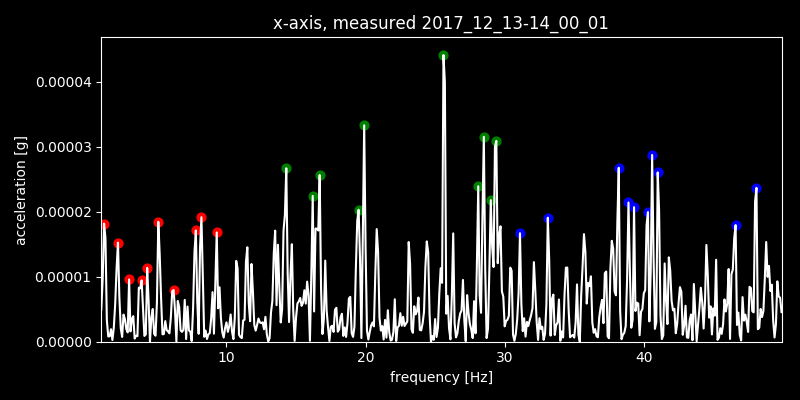 x-axis, measured 2017_12_13-14_00_01
acceleration [g]
0.00004
0.00003
0.00002
0.00001
0.00000
10 20 30 40
frequency [Hz]